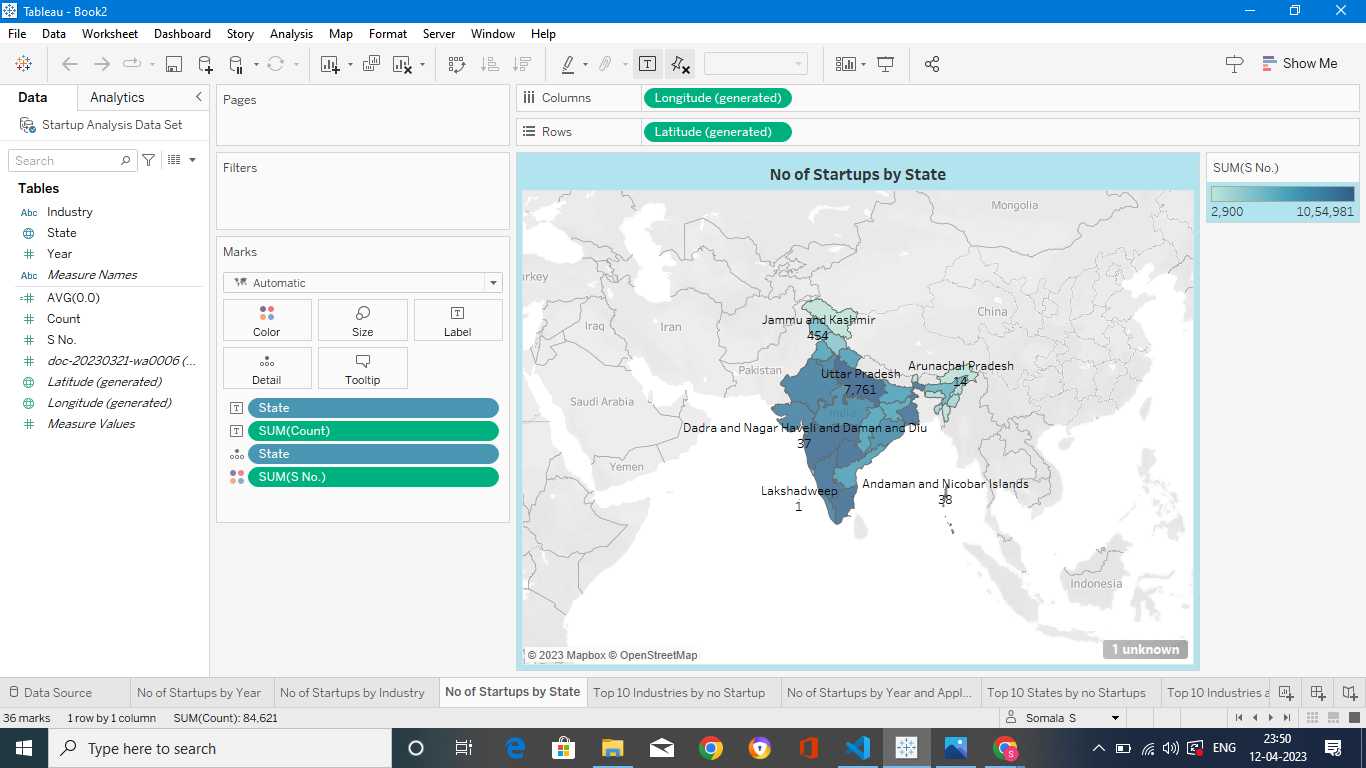 Tableau - Book2
File Data Worksheet Dashboard Story Analysis Map Format Server Window Help
Show Me
Data Analytics
Startup Analysis Data Set
Search
Tables
Abc Industry
State
Year
Abc Measure Names
AVG(0.0)
Count
S No.
doc-20230321-wa0006 (...
Latitude (generated)
Longitude (generated)
Measure Values
Pages
Filters
Marks
Automatic
Color Size Label
Detail Tooltip
State
SUM(Count)
State
SUM(S No.)
Columns Longitude (generated)
Rows Latitude (generated)
No of Startups by State
Mongolia
rkey
China
Iraq
Iran
Jammu and Kashmir
454
Pakistan
Uttar Pradesh
7,761
Arunachal Pradesh
14
Saudi Arabia
India
Dadra and Nagar Haveli and Daman and Diu
37
Yemen
Lakshadweep
1
Andaman and Nicobar Islands
38
Indonesia
© 2023 Mapbox © OpenStreetMap
1 unknown
SUM(S No.)
2,900 10,54,981
Data Source No of Startups by Year No of Startups by Industry No of Startups by State Top 10 Industries by no Startup No of Startups by Year and Appl... Top 10 States by no Startups Top 10 Industries a
36 marks 1 row by 1 column SUM(Count): 84,621 Somala S
Type here to search
ENG
23:50
12-04-2023